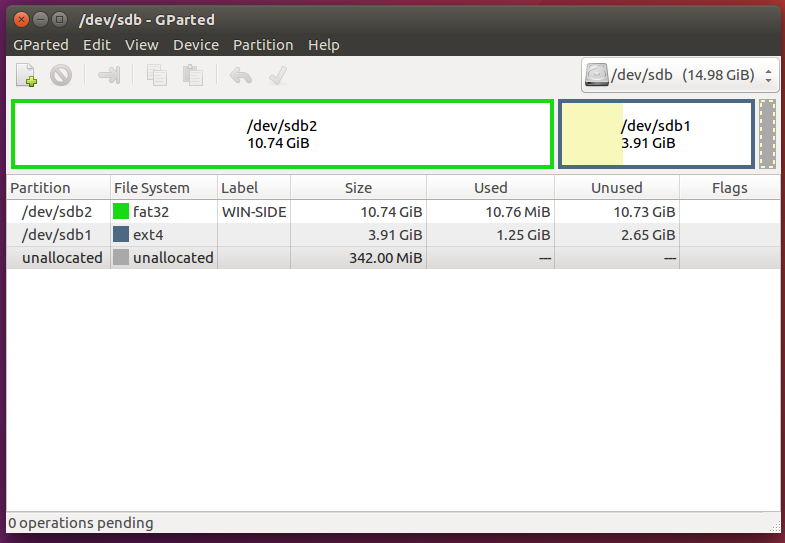 /dev/sdb - GParted
GParted Edit View Device Partition Help
/dev/sdb (14.98 GiB)
/dev/sdb2
10.74 GiB
/dev/sdb1
3.91 GiB
Partition File System Label Size Used Unused Flags
/dev/sdb2 fat32 WIN-SIDE 10.74 GiB 10.76 MiB 10.73 GiB
/dev/sdb1 ext4 3.91 GiB 1.25 GiB 2.65 GiB
unallocated unallocated 342.00 MiB --- ---
0 operations pending